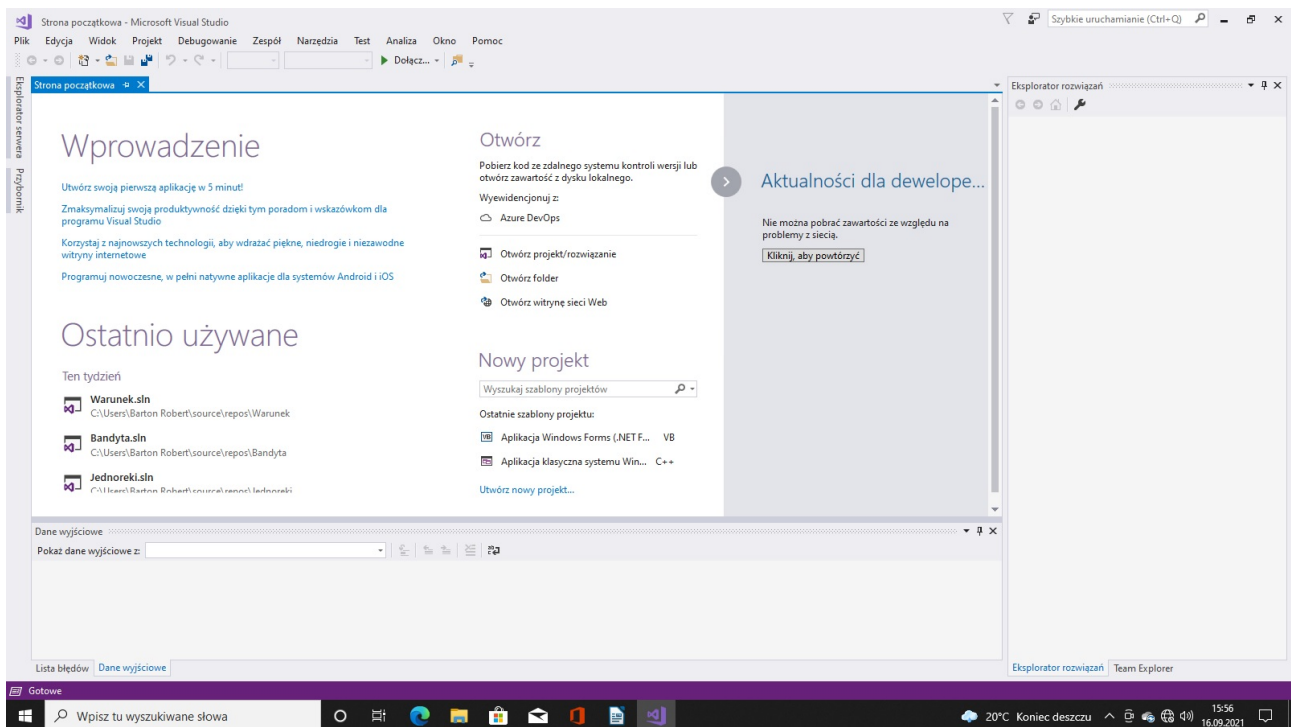 Strona początkowa - Microsoft Visual Studio
Szybkie uruchamianie (Ctrl+Q)
Plik Edycja Widok Projekt Debugowanie Zespół Narzędzia Test Analiza Okno Pomoc
Dołącz...
Eksplorator serwera
Przybornik
Strona początkowa
Wprowadzenie
Utwórz swoją pierwszą aplikację w 5 minut!
Zmaksymalizuj swoją produktywność dzięki tym poradom i wskazówkom dla
programu Visual Studio
Korzystaj z najnowszych technologii, aby wdrażać piękne, niedrogie i niezawodne
witryny internetowe
Programuj nowoczesne, w pełni natywne aplikacje dla systemów Android i iOS
Ostatnio używane
Ten tydzień
Warunek.sln
C:\Users\Barton Robert\source\repos\Warunek
Bandyta.sln
C:\Users\Barton Robert\source\repos\Bandyta
Jednoreki.sln
C:\Users\Barton Robert\source\repos\Jednoreki
Otwórz
Pobierz kod ze zdalnego systemu kontroli wersji lub
otwórz zawartość z dysku lokalnego.
Wyewidencjonuj z:
Azure DevOps
Otwórz projekt/rozwiązanie
Otwórz folder
Otwórz witrynę sieci Web
Nowy projekt
Wyszukaj szablony projektów
Ostatnie szablony projektu:
Aplikacja Windows Forms (.NET F... VB
Aplikacja klasyczna systemu Win... C++
Utwórz nowy projekt...
Aktualności dla dewelope...
Nie można pobrać zawartości ze względu na
problemy z siecią.
Kliknij, aby powtórzyć
Eksplorator rozwiązań
Dane wyjściowe
Pokaż dane wyjściowe z:
Lista błędów Dane wyjściowe
Eksplorator rozwiązań Team Explorer
Gotowe
Wpisz tu wyszukiwane słowa
20°C Koniec deszczu
15:56
16.09.2021